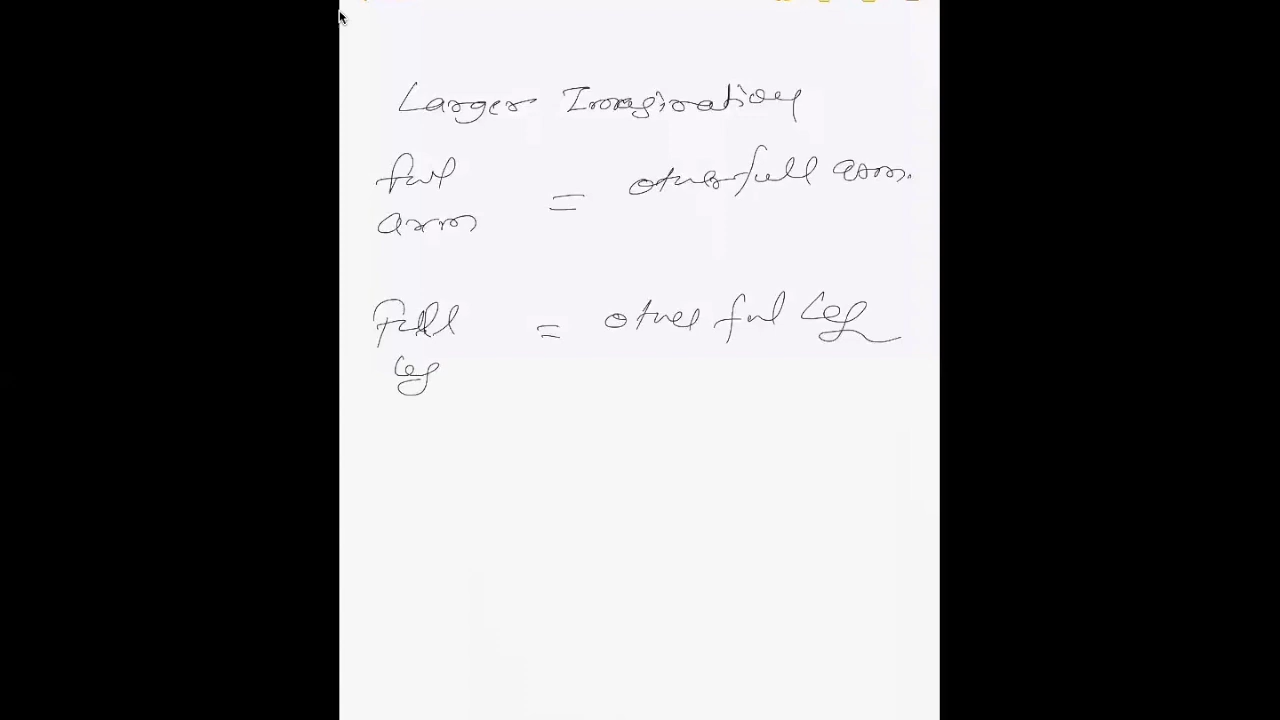 Larger Imagination
full
arm = other full arm.
Full = other full Leg
Leg